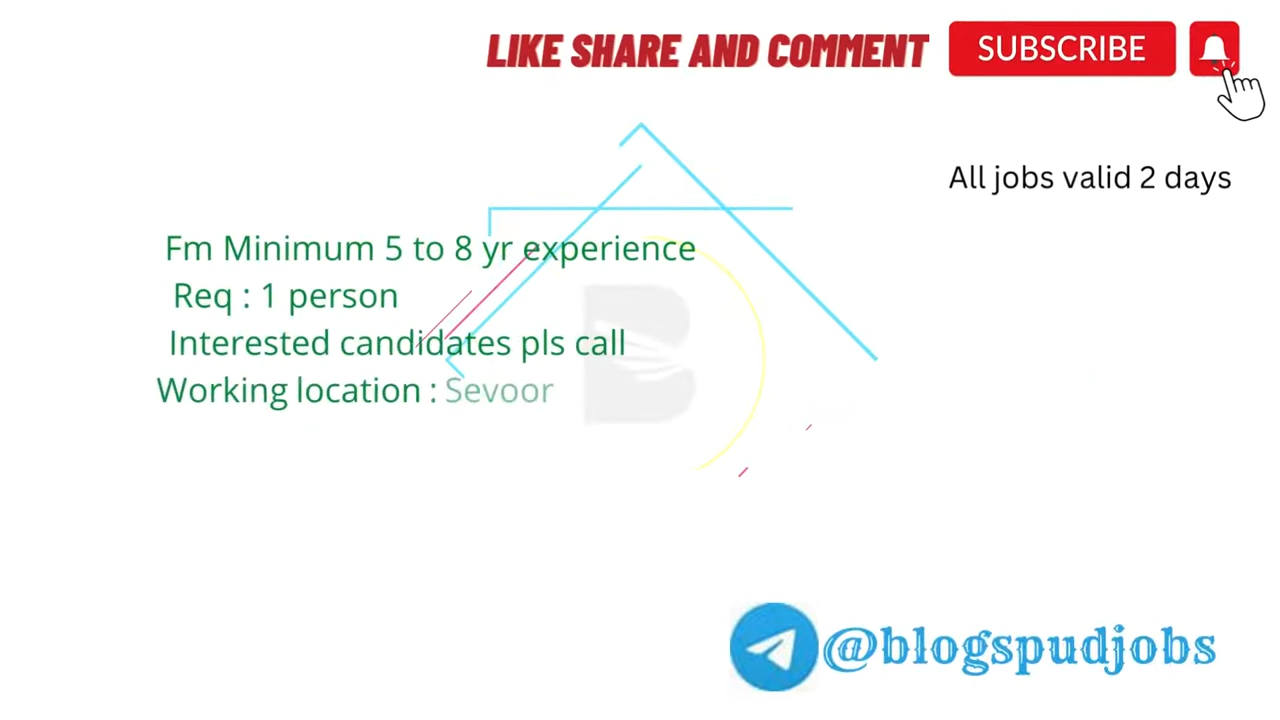 LIKE SHARE AND COMMENT
SUBSCRIBE
All jobs valid 2 days
Fm Minimum 5 to 8 yr experience
Req : 1 person
Interested candidates pls call
Working location : Sevoor
@blogspudjobs